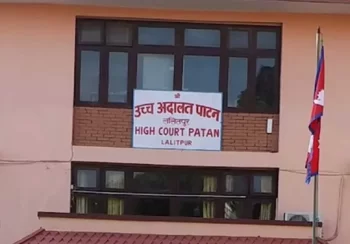 श्री
उच्च अदालत पाटन
ललितपुर
HIGH COURT PATAN
LALITPUR